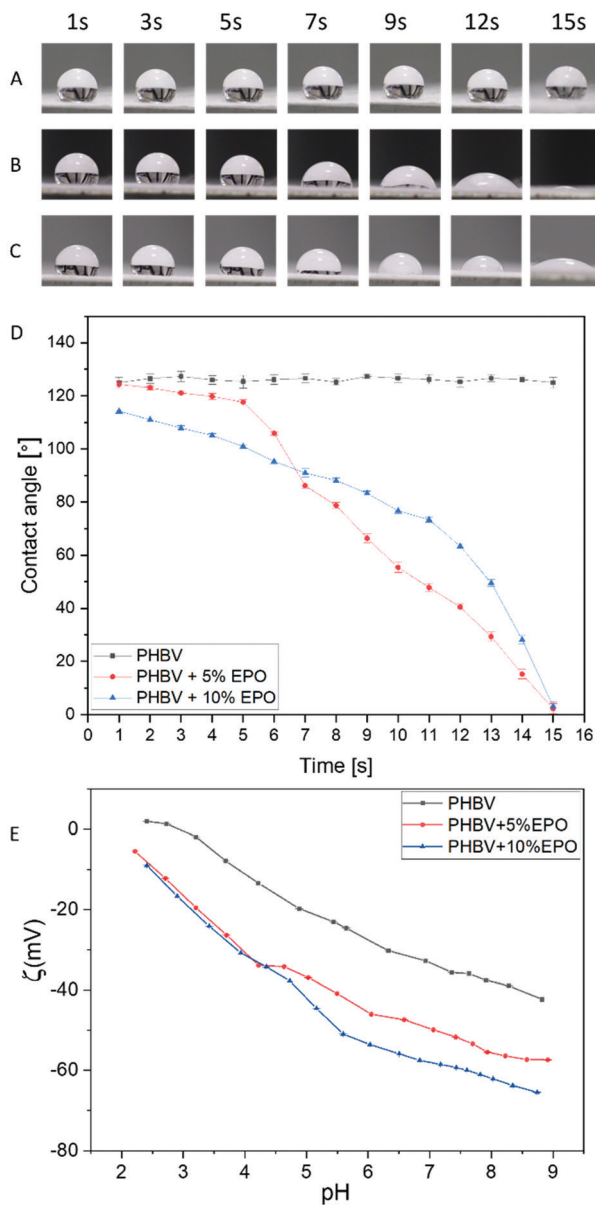 1s 3s 5s 7s 9s 12s 15s
A
B
C
D
140
120
100
80
60
40
20
0
Contact angle [°]
PHBV
PHBV + 5% EPO
PHBV + 10% EPO
0 1 2 3 4 5 6 7 8 9 10 11 12 13 14 15 16
Time [s]
E
PHBV
PHBV+5%EPO
PHBV+10%EPO
0
-20
-40
-60
-80
ζ(mV)
2 3 4 5 6 7 8 9
pH